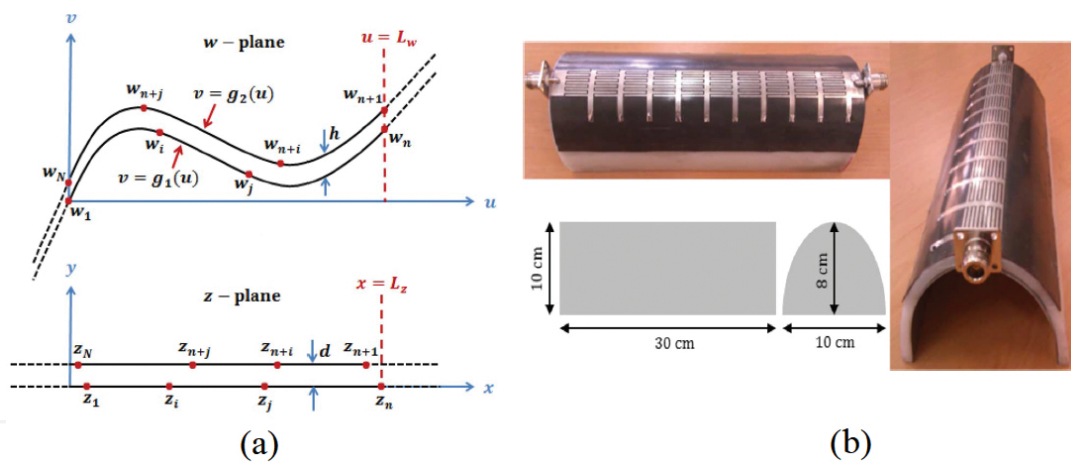 v
w – plane
u = L_w
w_{n+j}
v = g_2(u)
w_{n+1}
w_i
w_{n+i}
h
w_n
w_N
v = g_1(u)
w_j
w_1
u
y
z – plane
x = L_z
z_N
z_{n+j}
z_{n+i}
d
z_{n+1}
x
z_1
z_i
z_j
z_n
(a)
10 cm
8 cm
30 cm
10 cm
(b)